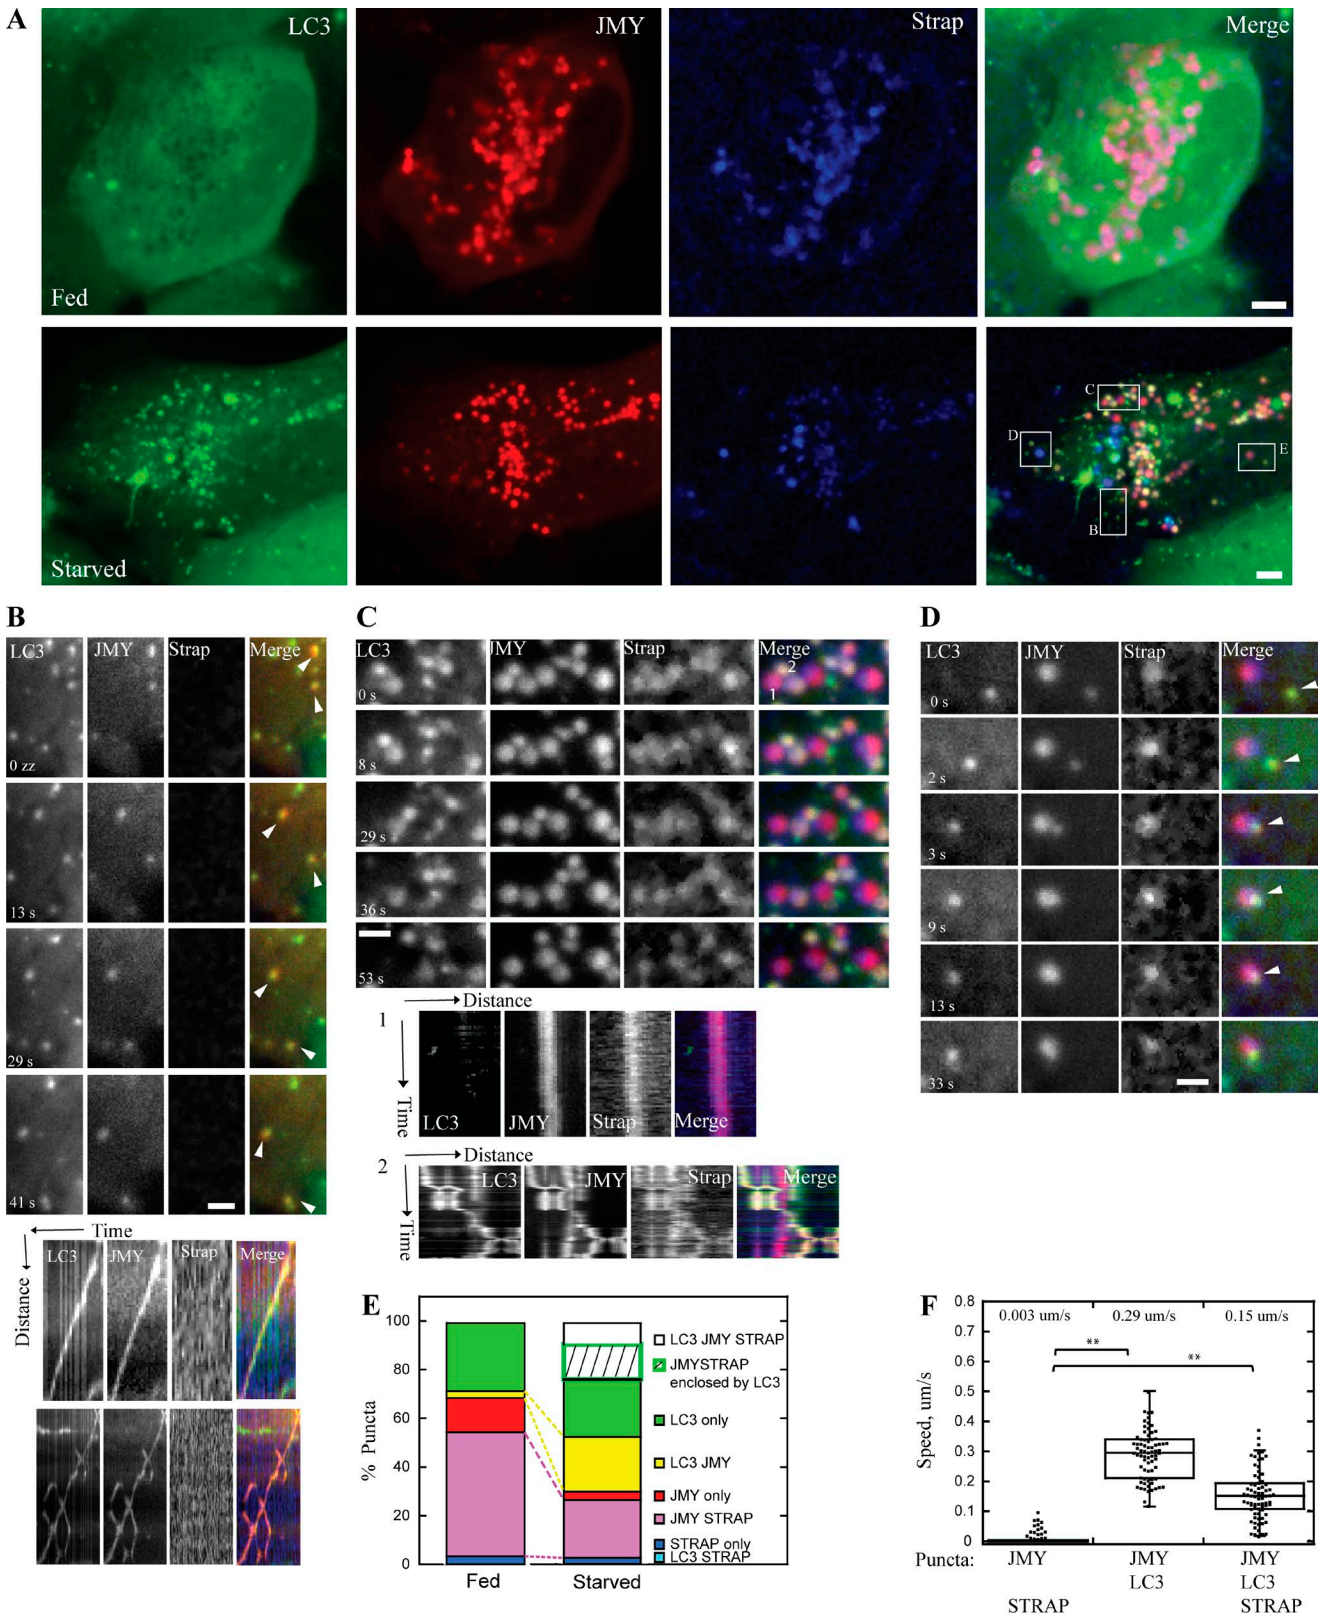 A
LC3
JMY
Strap
Merge
Fed
Starved
C
D
E
B
B
LC3
JMY
Strap
Merge
0 zz
13 s
29 s
41 s
Time
Distance
LC3
JMY
Strap
Merge
C
LC3
JMY
Strap
Merge
2
1
0 s
8 s
29 s
36 s
53 s
Distance
1
Time
LC3
JMY
Strap
Merge
Distance
2
Time
LC3
JMY
Strap
Merge
D
LC3
JMY
Strap
Merge
0 s
2 s
3 s
9 s
13 s
33 s
E
% Puncta
100
80
60
40
20
0
Fed
Starved
LC3 JMY STRAP
JMYSTRAP
enclosed by LC3
LC3 only
LC3 JMY
JMY only
JMY STRAP
STRAP only
LC3 STRAP
F
Speed, um/s
0.8
0.7
0.6
0.5
0.4
0.3
0.2
0.1
0
0.003 um/s
0.29 um/s
0.15 um/s
**
**
Puncta:
JMY
JMY
JMY
LC3
LC3
STRAP
STRAP